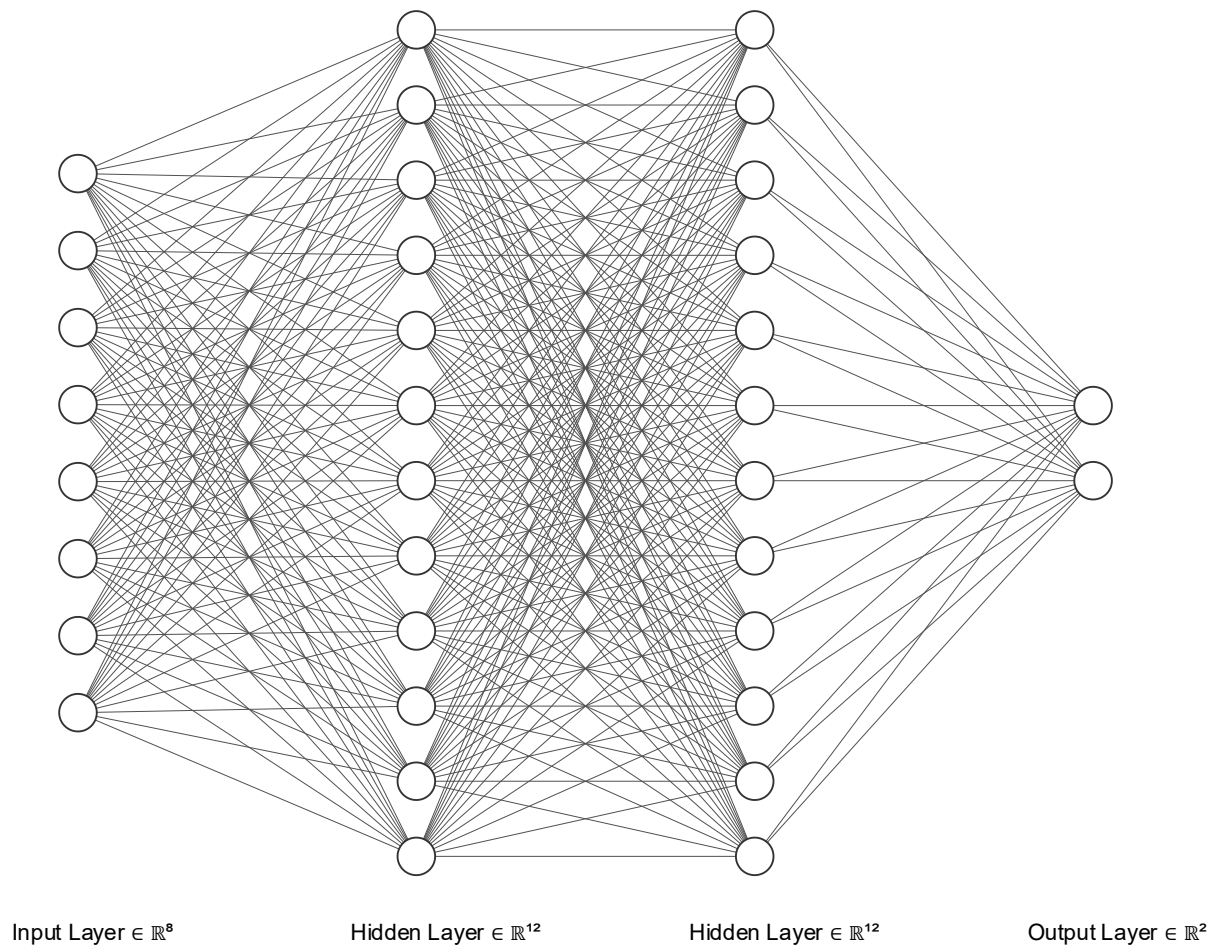 Input Layer ∈ ℝ⁸
Hidden Layer ∈ ℝ¹²
Hidden Layer ∈ ℝ¹²
Output Layer ∈ ℝ²